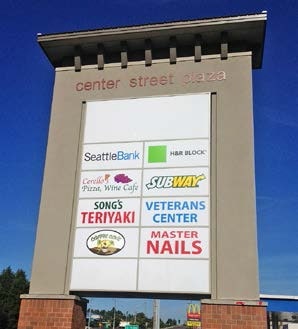 center street plaza
SeattleBank
H&R BLOCK
Cerello
Pizza, Wine Cafe
SUBWAY
SONG'S
TERIYAKI
VETERANS
CENTER
MASTER
NAILS